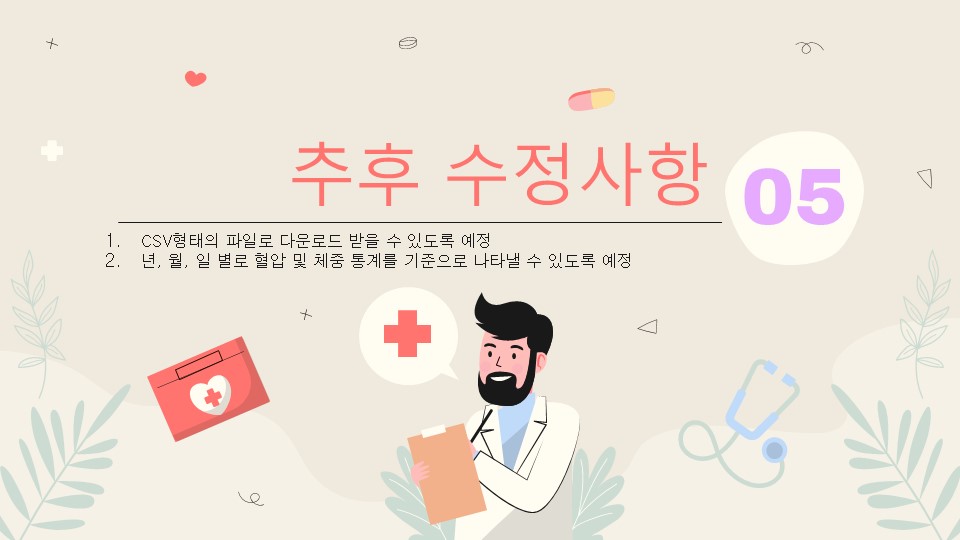 추후 수정사항
05
1. CSV형태의 파일로 다운로드 받을 수 있도록 예정
2. 년, 월, 일 별로 혈압 및 체중 통계를 기준으로 나타낼 수 있도록 예정